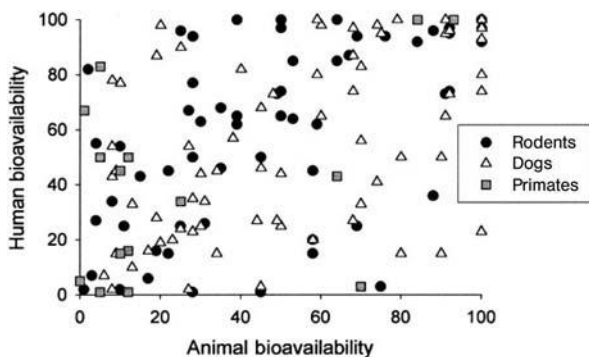 100
80
60
40
20
0
Human bioavailability
0 20 40 60 80 100
Animal bioavailability
Rodents
Dogs
Primates